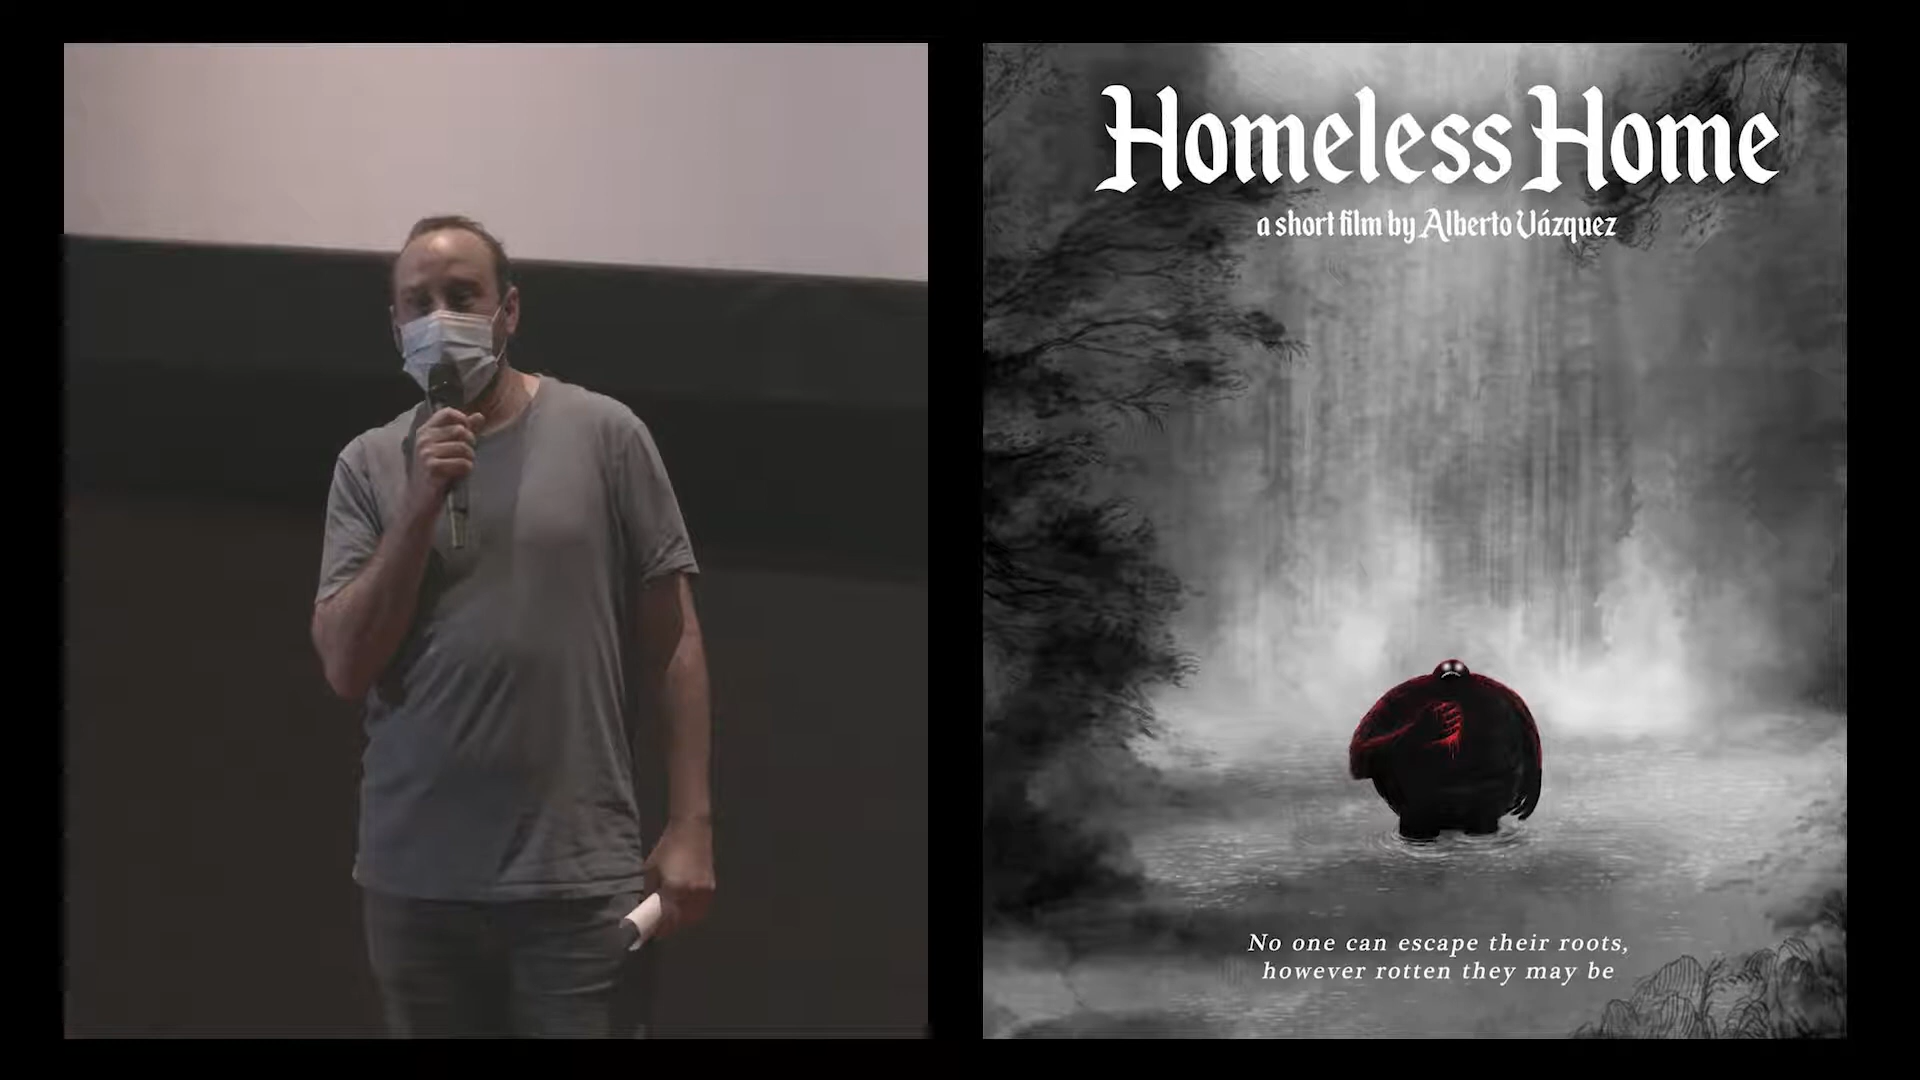 Homeless Home
a short film by Alberto Vázquez
No one can escape their roots,
however rotten they may be